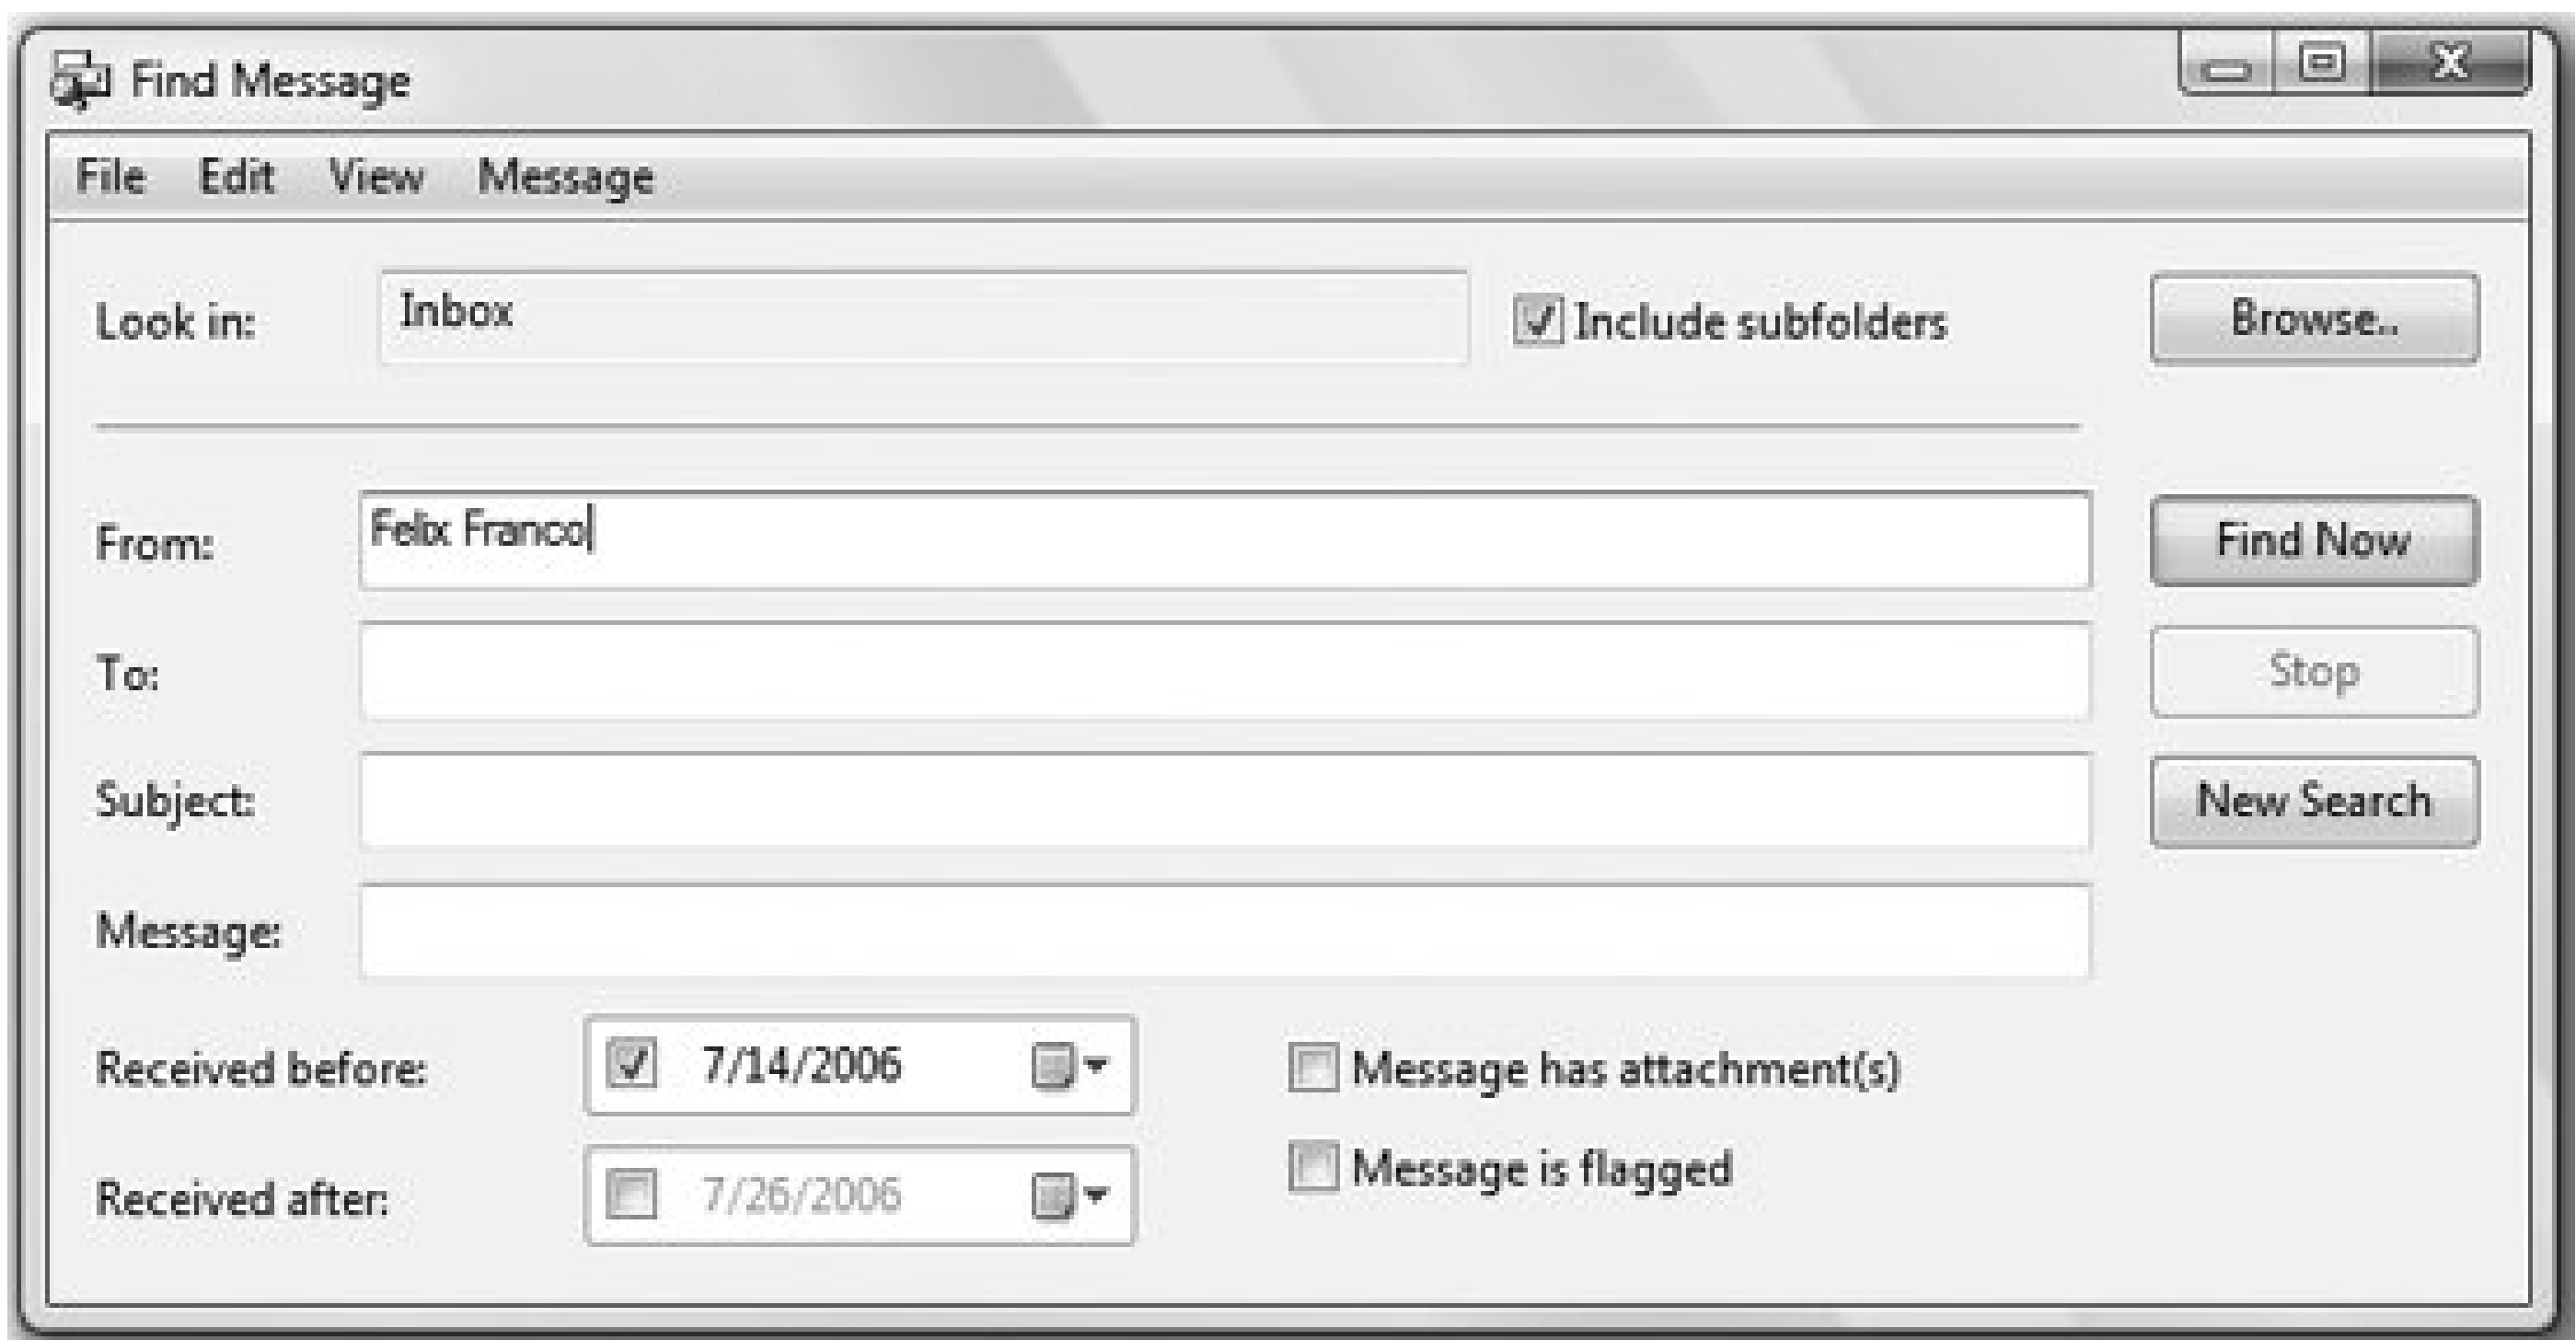 Find Message
File Edit View Message
Look in: Inbox Include subfolders Browse..
From: Felix Franco Find Now
To: Stop
Subject: New Search
Message:
Received before: 7/14/2006 Message has attachment(s)
Message is flagged
Received after: 7/26/2006